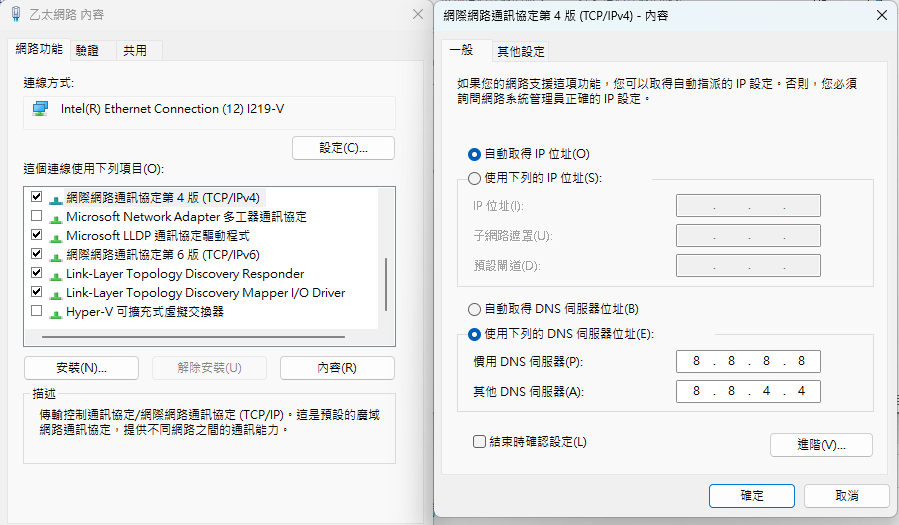 乙太網路 內容
網路功能
驗證
共用
連線方式:
Intel(R) Ethernet Connection (12) I219-V
設定(C)...
這個連線使用下列項目(O):
網際網路通訊協定第 4 版 (TCP/IPv4)
Microsoft Network Adapter 多工器通訊協定
Microsoft LLDP 通訊協定驅動程式
網際網路通訊協定第 6 版 (TCP/IPv6)
Link-Layer Topology Discovery Responder
Link-Layer Topology Discovery Mapper I/O Driver
Hyper-V 可擴充式虛擬交換器
安裝(N)...
解除安裝(U)
內容(R)
描述
傳輸控制通訊協定/網際網路通訊協定 (TCP/IP)。這是預設的廣域
網路通訊協定，提供不同網路之間的通訊能力。
網際網路通訊協定第 4 版 (TCP/IPv4) - 內容
一般
其他設定
如果您的網路支援這項功能，您可以取得自動指派的 IP 設定。否則，您必須
詢問網路系統管理員正確的 IP 設定。
自動取得 IP 位址(O)
使用下列的 IP 位址(S):
IP 位址(I):
. . .
子網路遮罩(U):
. . .
預設閘道(D):
. . .
自動取得 DNS 伺服器位址(B)
使用下列的 DNS 伺服器位址(E):
慣用 DNS 伺服器(P):
8 . 8 . 8 . 8
其他 DNS 伺服器(A):
8 . 8 . 4 . 4
結束時確認設定(L)
進階(V)...
確定
取消